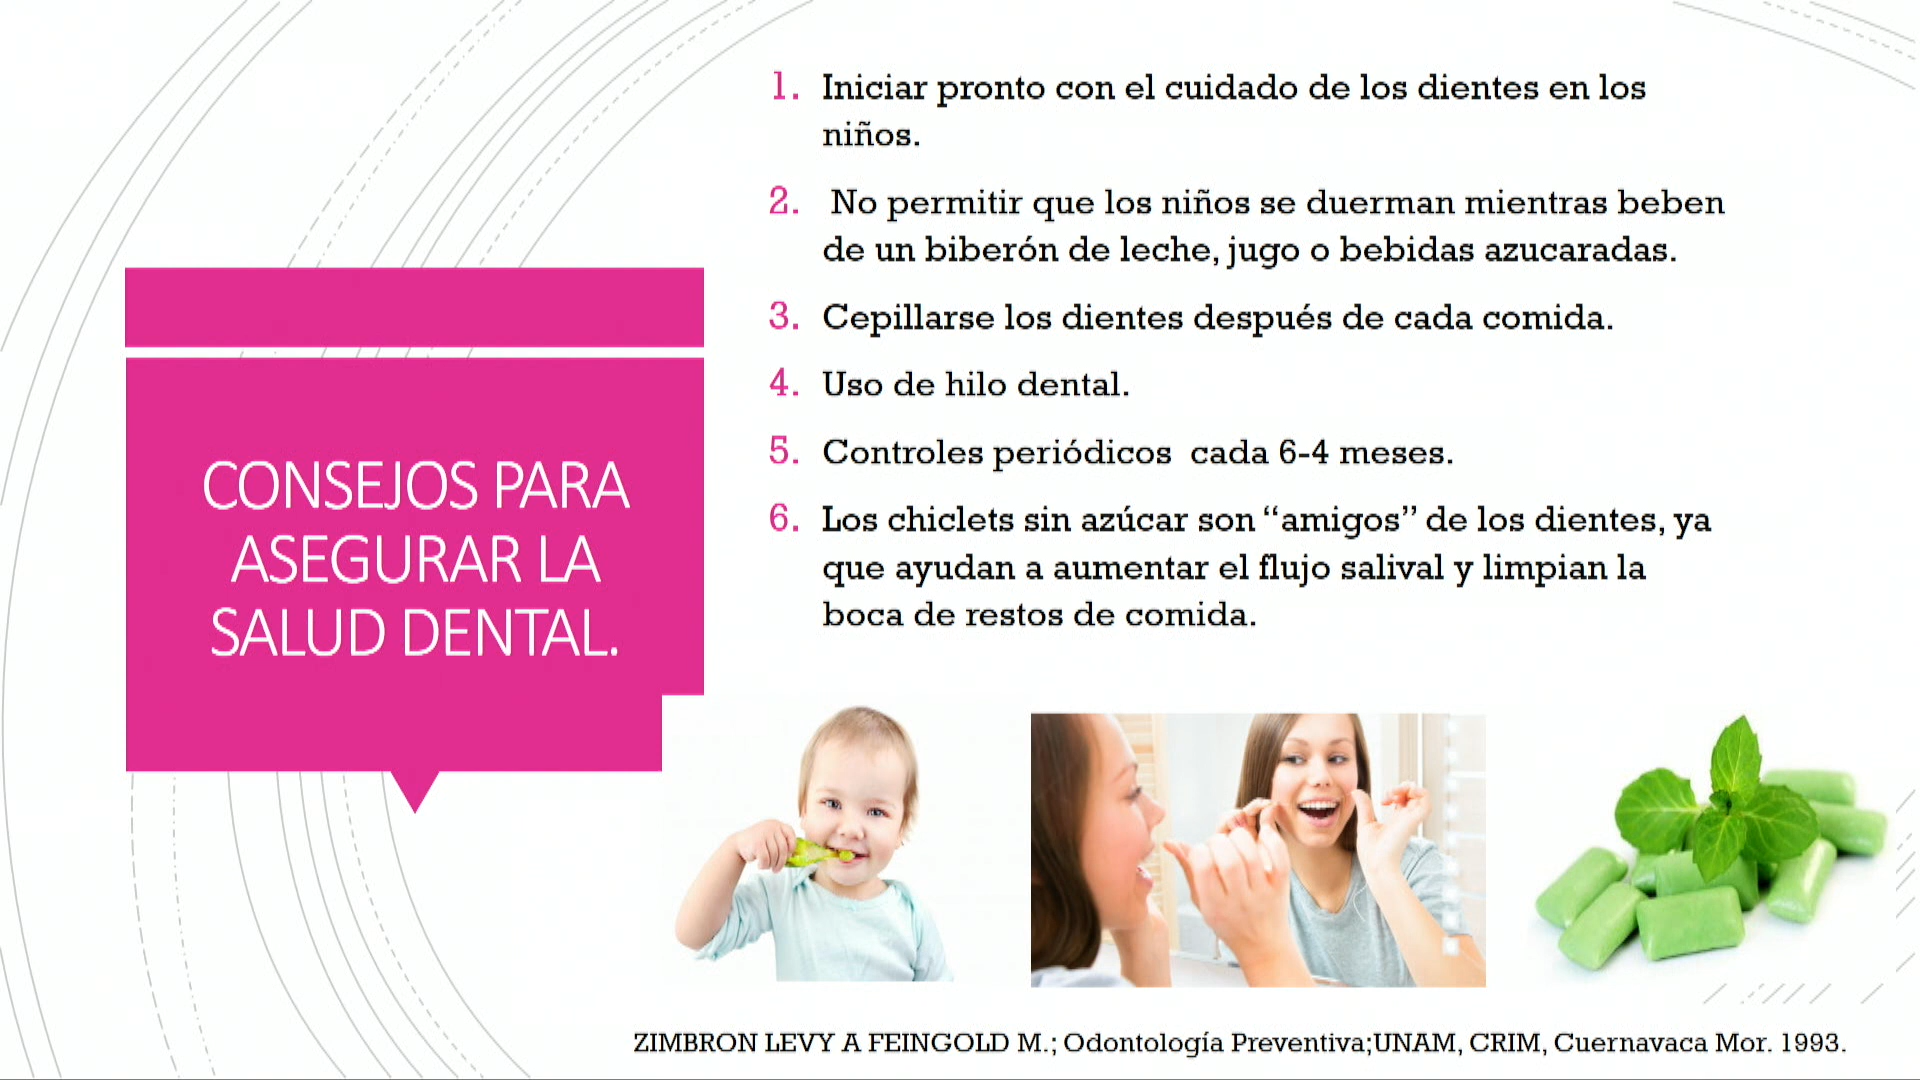 CONSEJOS PARA
ASEGURAR LA
SALUD DENTAL.
1. Iniciar pronto con el cuidado de los dientes en los
niños.
2. No permitir que los niños se duerman mientras beben
de un biberón de leche, jugo o bebidas azucaradas.
3. Cepillarse los dientes después de cada comida.
4. Uso de hilo dental.
5. Controles periódicos cada 6-4 meses.
6. Los chiclets sin azúcar son “amigos” de los dientes, ya
que ayudan a aumentar el flujo salival y limpian la
boca de restos de comida.
ZIMBRON LEVY A FEINGOLD M.; Odontología Preventiva;UNAM, CRIM, Cuernavaca Mor. 1993.